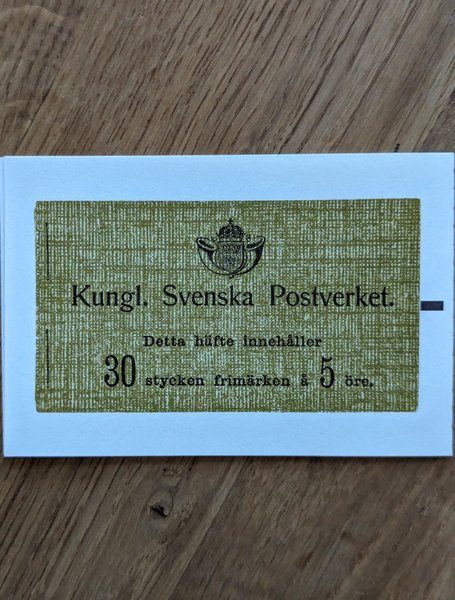 Kungl. Svenska Postverket.
Detta häfte innehåller
30 stycken frimärken å 5 öre.